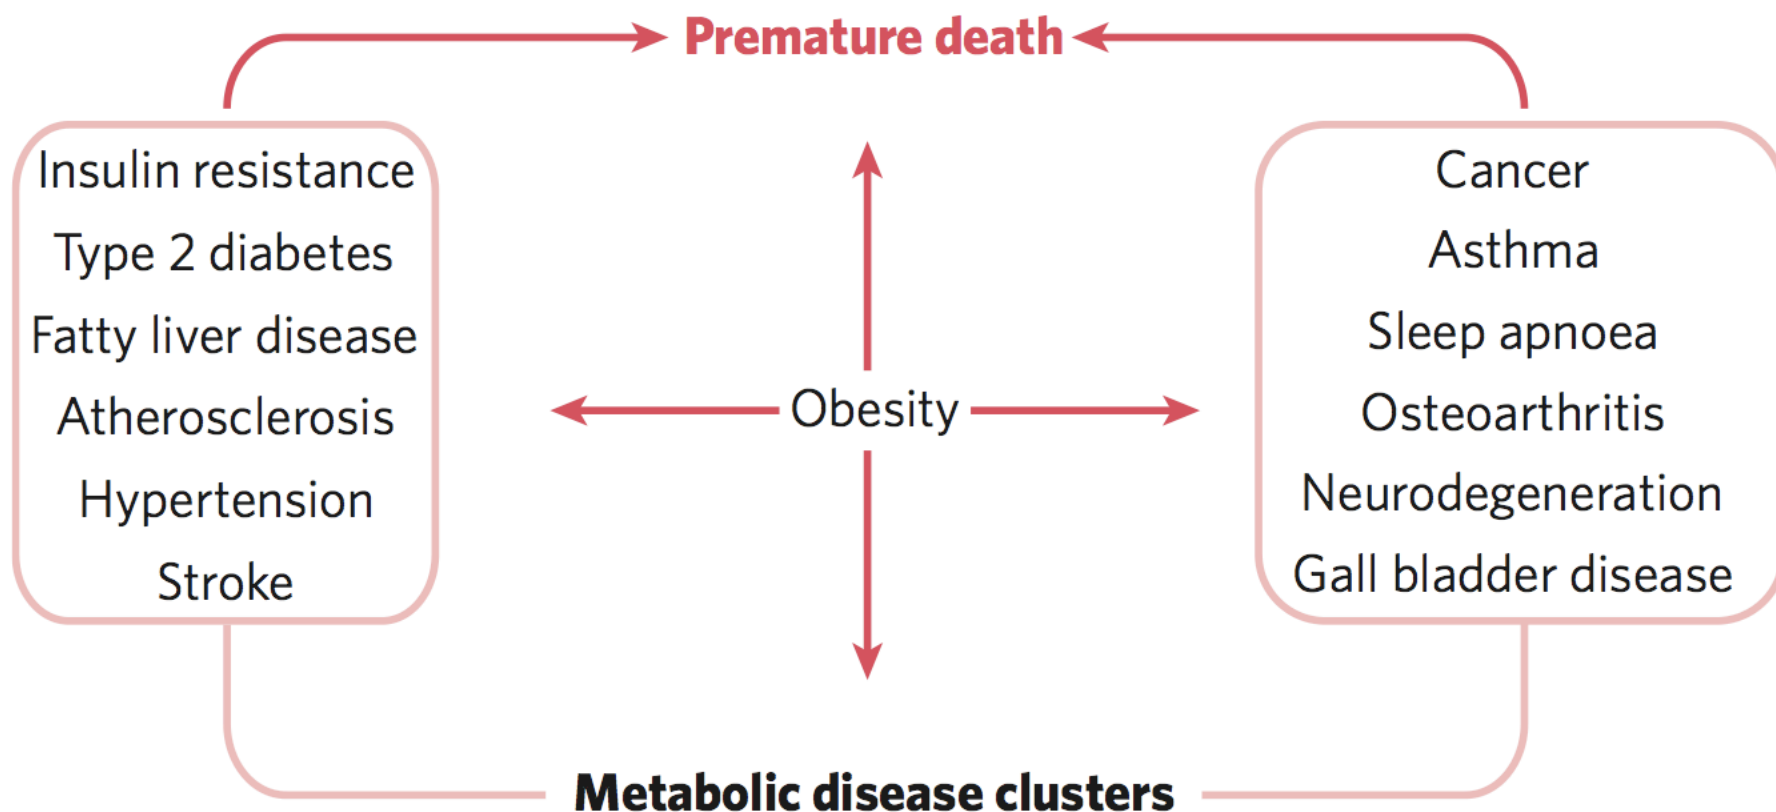 Premature death
Insulin resistance
Type 2 diabetes
Fatty liver disease
Atherosclerosis
Hypertension
Stroke
Obesity
Cancer
Asthma
Sleep apnoea
Osteoarthritis
Neurodegeneration
Gall bladder disease
Metabolic disease clusters